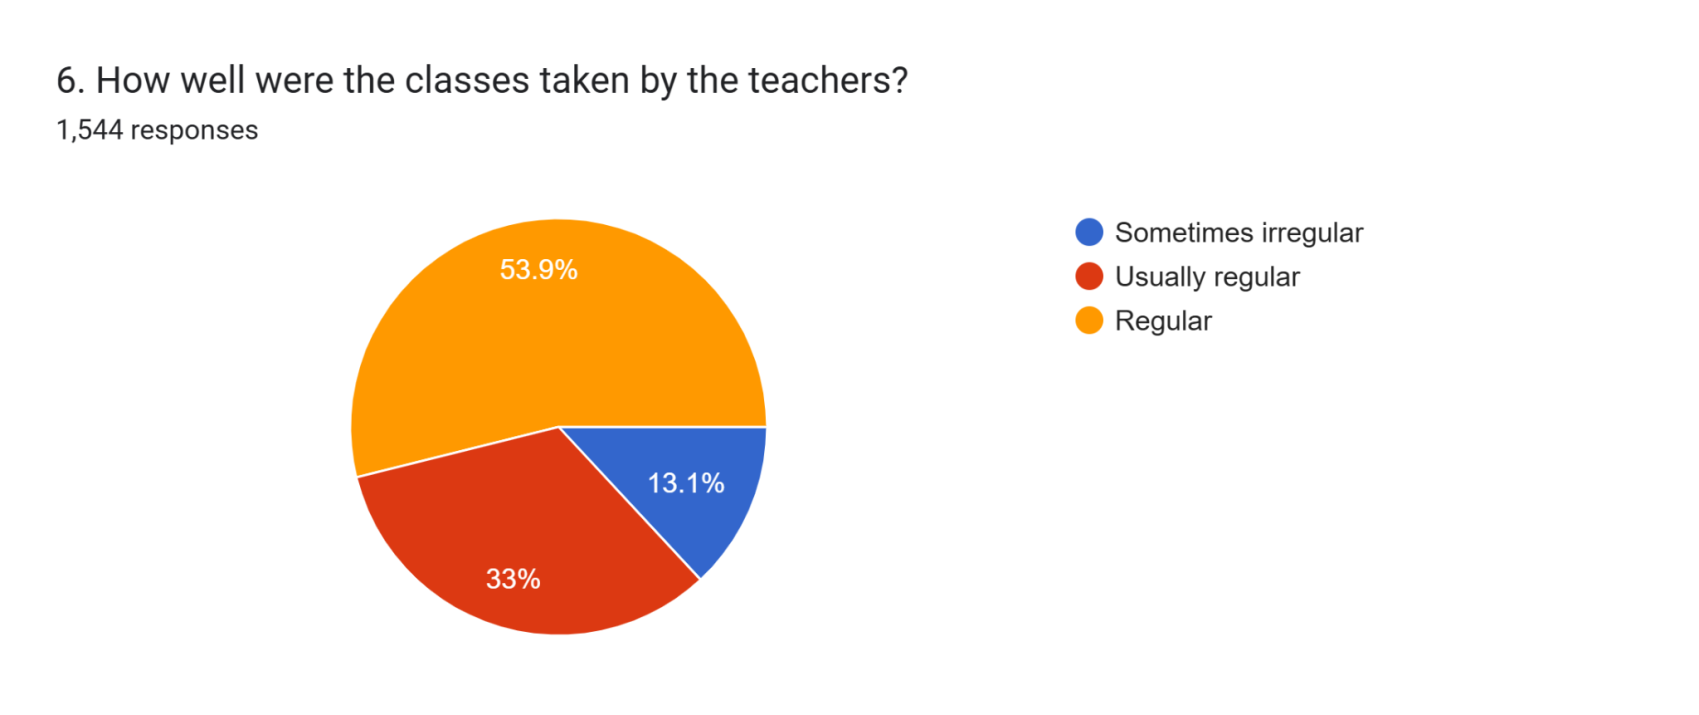 6. How well were the classes taken by the teachers?
1,544 responses
53.9%
13.1%
33%
Sometimes irregular
Usually regular
Regular